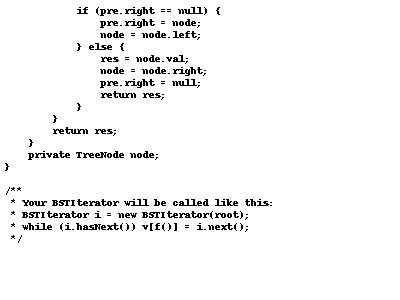 if (pre.right == null) {
                pre.right = node;
                node = node.left;
            } else {
                res = node.val;
                node = node.right;
                pre.right = null;
                return res;
            }
        }
        return res;
    }
    private TreeNode node;
}

/**
 * Your BSTIterator will be called like this:
 * BSTIterator i = new BSTIterator(root);
 * while (i.hasNext()) v[f()] = i.next();
 */